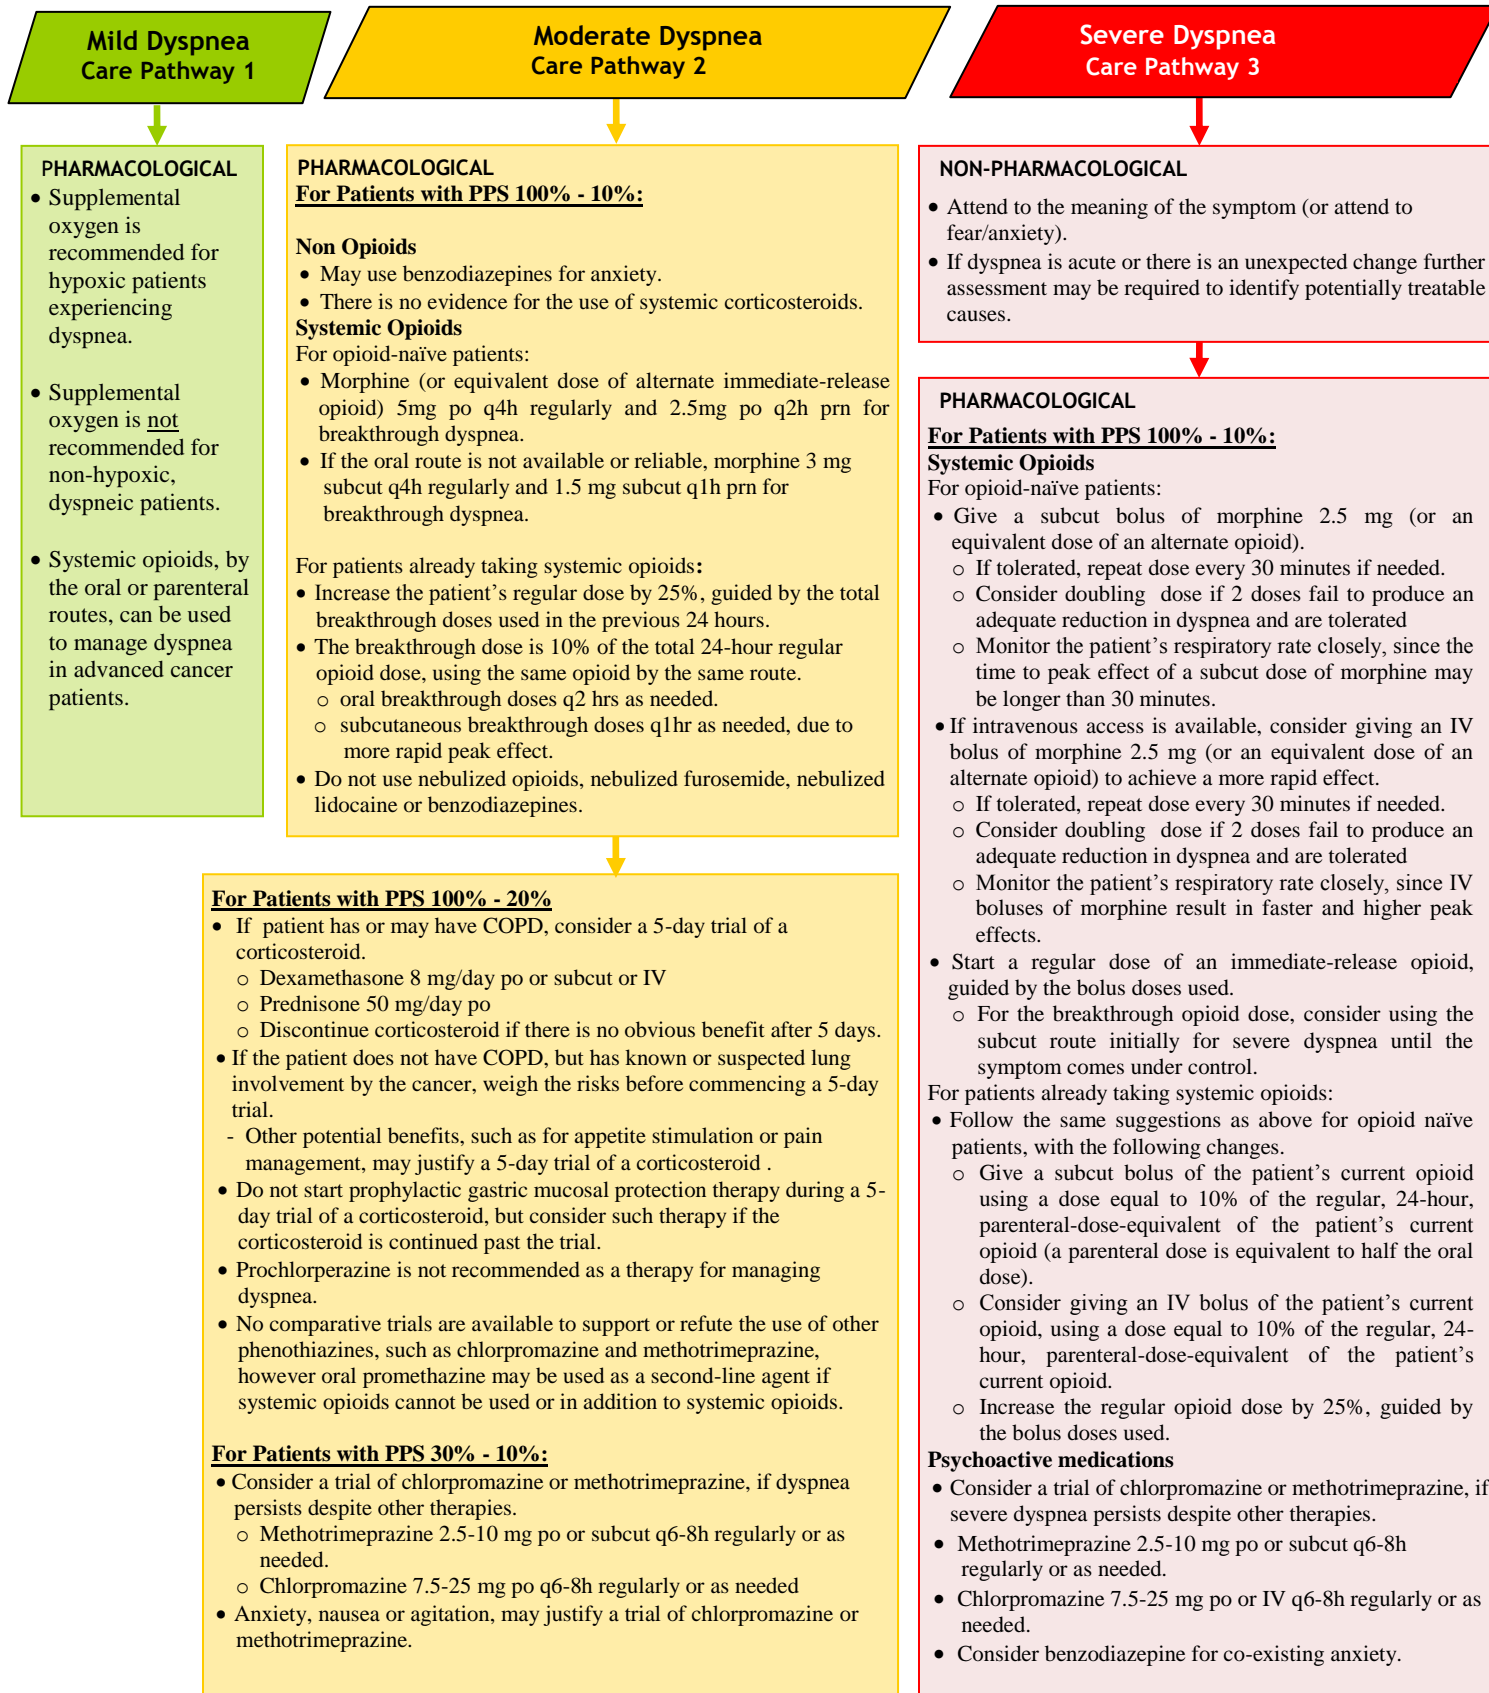 Mild Dyspnea
Care Pathway 1
Moderate Dyspnea
Care Pathway 2
Severe Dyspnea
Care Pathway 3
PHARMACOLOGICAL
• Supplemental
oxygen is
recommended for
hypoxic patients
experiencing
dyspnea.
• Supplemental
oxygen is not
recommended for
non-hypoxic,
dyspneic patients.
• Systemic opioids, by
the oral or parenteral
routes, can be used
to manage dyspnea
in advanced cancer
patients.
PHARMACOLOGICAL
For Patients with PPS 100% - 10%:
Non Opioids
• May use benzodiazepines for anxiety.
• There is no evidence for the use of systemic corticosteroids.
Systemic Opioids
For opioid-naïve patients:
• Morphine (or equivalent dose of alternate immediate-release
opioid) 5mg po q4h regularly and 2.5mg po q2h prn for
breakthrough dyspnea.
• If the oral route is not available or reliable, morphine 3 mg
subcut q4h regularly and 1.5 mg subcut q1h prn for
breakthrough dyspnea.
For patients already taking systemic opioids:
• Increase the patient's regular dose by 25%, guided by the total
breakthrough doses used in the previous 24 hours.
• The breakthrough dose is 10% of the total 24-hour regular
opioid dose, using the same opioid by the same route.
o oral breakthrough doses q2 hrs as needed.
o subcutaneous breakthrough doses q1hr as needed, due to
more rapid peak effect.
• Do not use nebulized opioids, nebulized furosemide, nebulized
lidocaine or benzodiazepines.
For Patients with PPS 100% - 20%
• If patient has or may have COPD, consider a 5-day trial of a
corticosteroid.
o Dexamethasone 8 mg/day po or subcut or IV
o Prednisone 50 mg/day po
o Discontinue corticosteroid if there is no obvious benefit after 5 days.
• If the patient does not have COPD, but has known or suspected lung
involvement by the cancer, weigh the risks before commencing a 5-day
trial.
- Other potential benefits, such as for appetite stimulation or pain
management, may justify a 5-day trial of a corticosteroid .
• Do not start prophylactic gastric mucosal protection therapy during a 5-
day trial of a corticosteroid, but consider such therapy if the
corticosteroid is continued past the trial.
• Prochlorperazine is not recommended as a therapy for managing
dyspnea.
• No comparative trials are available to support or refute the use of other
phenothiazines, such as chlorpromazine and methotrimeprazine,
however oral promethazine may be used as a second-line agent if
systemic opioids cannot be used or in addition to systemic opioids.
For Patients with PPS 30% - 10%:
• Consider a trial of chlorpromazine or methotrimeprazine, if dyspnea
persists despite other therapies.
o Methotrimeprazine 2.5-10 mg po or subcut q6-8h regularly or as
needed.
o Chlorpromazine 7.5-25 mg po q6-8h regularly or as needed
• Anxiety, nausea or agitation, may justify a trial of chlorpromazine or
methotrimeprazine.
NON-PHARMACOLOGICAL
• Attend to the meaning of the symptom (or attend to
fear/anxiety).
• If dyspnea is acute or there is an unexpected change further
assessment may be required to identify potentially treatable
causes.
PHARMACOLOGICAL
For Patients with PPS 100% - 10%:
Systemic Opioids
For opioid-naïve patients:
• Give a subcut bolus of morphine 2.5 mg (or an
equivalent dose of an alternate opioid).
o If tolerated, repeat dose every 30 minutes if needed.
o Consider doubling dose if 2 doses fail to produce an
adequate reduction in dyspnea and are tolerated
o Monitor the patient's respiratory rate closely, since the
time to peak effect of a subcut dose of morphine may
be longer than 30 minutes.
• If intravenous access is available, consider giving an IV
bolus of morphine 2.5 mg (or an equivalent dose of an
alternate opioid) to achieve a more rapid effect.
o If tolerated, repeat dose every 30 minutes if needed.
o Consider doubling dose if 2 doses fail to produce an
adequate reduction in dyspnea and are tolerated
o Monitor the patient's respiratory rate closely, since IV
boluses of morphine result in faster and higher peak
effects.
• Start a regular dose of an immediate-release opioid,
guided by the bolus doses used.
o For the breakthrough opioid dose, consider using the
subcut route initially for severe dyspnea until the
symptom comes under control.
For patients already taking systemic opioids:
• Follow the same suggestions as above for opioid naïve
patients, with the following changes.
o Give a subcut bolus of the patient's current opioid
using a dose equal to 10% of the regular, 24-hour,
parenteral-dose-equivalent of the patient's current
opioid (a parenteral dose is equivalent to half the oral
dose).
o Consider giving an IV bolus of the patient's current
opioid, using a dose equal to 10% of the regular, 24-
hour, parenteral-dose-equivalent of the patient's
current opioid.
o Increase the regular opioid dose by 25%, guided by
the bolus doses used.
Psychoactive medications
• Consider a trial of chlorpromazine or methotrimeprazine, if
severe dyspnea persists despite other therapies.
• Methotrimeprazine 2.5-10 mg po or subcut q6-8h
regularly or as needed.
• Chlorpromazine 7.5-25 mg po or IV q6-8h regularly or as
needed.
• Consider benzodiazepine for co-existing anxiety.